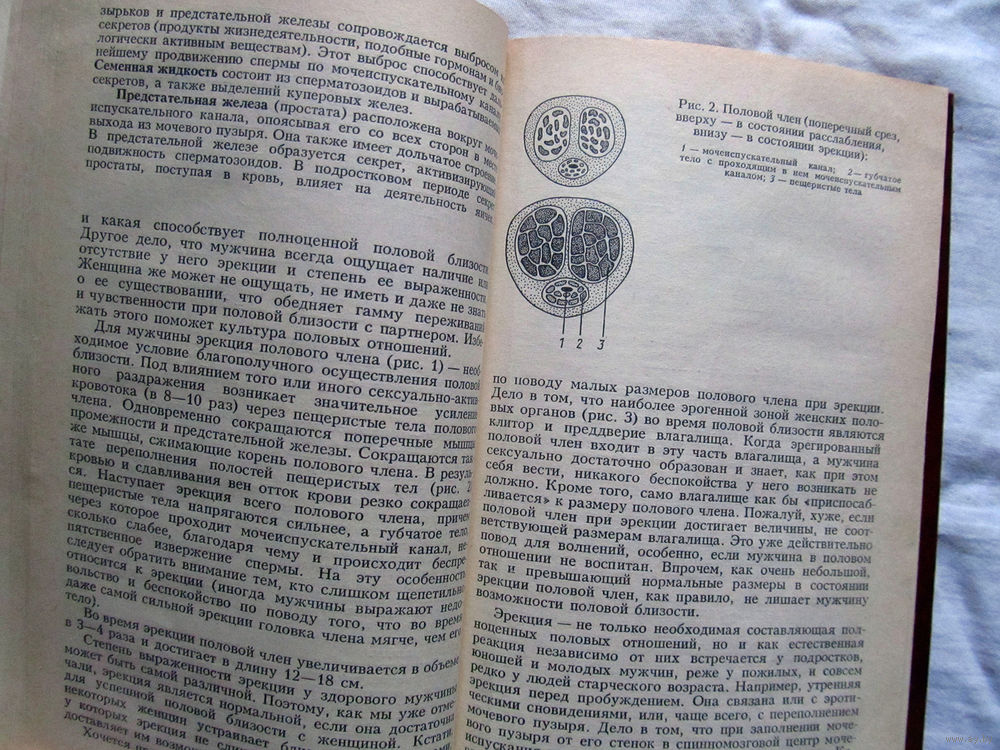 зырьков и предстательной железы сопровождается выбросом
секретов (продукты жизнедеятельности, подобные гормонам и био-
логически активным веществам). Этот выброс способствует даль-
нейшему продвижению спермы по мочеиспускательному каналу.
Семенная жидкость состоит из сперматозоидов и вырабатываемых
секретов, а также выделений куперовых желез.
Предстательная железа (простата) расположена вокруг моче-
испускательного канала, опоясывая его со всех сторон в месте
выхода из мочевого пузыря. Она также имеет дольчатое строение.
В предстательной железе образуется секрет, активизирующий
подвижность сперматозоидов. В подростковом периоде секрет
простаты, поступая в кровь, влияет на деятельность яичек.
и какая способствует полноценной половой близости.
Другое дело, что мужчина всегда ощущает наличие или
отсутствие у него эрекции и степень ее выраженности.
Женщина же может не ощущать, не иметь и даже не знать
о ее существовании, что обедняет гамму переживаний
и чувственности при половой близости с партнером. Избе-
жать этого поможет культура половых отношений.
Для мужчины эрекция полового члена (рис. 1) — необ-
ходимое условие благополучного осуществления половой
близости. Под влиянием того или иного сексуально-актив-
ного раздражения возникает значительное усиление
кровотока (в 8—10 раз) через пещеристые тела полового
члена. Одновременно сокращаются поперечные мышцы
промежности и предстательной железы. Сокращаются так-
же мышцы, сжимающие корень полового члена. В резуль-
тате переполнения полостей пещеристых тел (рис. 2)
кровью и сдавливания вен отток крови резко сокращает-
ся. Наступает эрекция всего полового члена, причем
пещеристые тела напрягаются сильнее, а губчатое тело,
через которое проходит мочеиспускательный канал, не-
сколько слабее, благодаря чему и происходит беспре-
пятственное извержение спермы. На эту особенность
следует обратить внимание тем, кто слишком щепетильно
относится к эрекции (иногда мужчины выражают недо-
вольство и беспокойство по поводу того, что во время
даже самой сильной эрекции головка члена мягче, чем его
тело).
Во время эрекции половой член увеличивается в объеме
в 3—4 раза и достигает в длину 12—18 см.
Степень выраженности эрекции у здорового мужчины
может быть самой различной. Поэтому, как мы уже отме-
чали, эрекция является нормальной, если она достаточна
для успешной половой близости с женщиной. Кстати,
некоторых женщин устраивает
у которых эрекция не
доставляет им
Хочется
Рис. 2. Половой член (поперечный срез,
вверху — в состоянии расслабления,
внизу — в состоянии эрекции):
1 — мочеиспускательный канал; 2 — губчатое
тело с проходящим в нем мочеиспускательным
каналом; 3 — пещеристые тела
1 2 3
по поводу малых размеров полового члена при эрекции.
Дело в том, что наиболее эрогенной зоной женских поло-
вых органов (рис. 3) во время половой близости являются
клитор и преддверие влагалища. Когда эрегированный
половой член входит в эту часть влагалища, а мужчина
сексуально достаточно образован и знает, как при этом
себя вести, никакого беспокойства у него возникать не
должно. Кроме того, само влагалище как бы «приспосаб-
ливается» к размеру полового члена. Пожалуй, хуже, если
половой член при эрекции достигает величины, не соот-
ветствующей размерам влагалища. Это уже действительно
повод для волнений, особенно, если мужчина в половом
отношении не воспитан. Впрочем, как очень небольшой,
так и превышающий нормальные размеры в состоянии
эрекции половой член, как правило, не лишает мужчину
возможности половой близости.
Эрекция — не только необходимая составляющая пол-
ноценных половых отношений, но и как естественная
реакция независимо от них встречается у подростков,
юношей и молодых мужчин, реже у пожилых, и совсем
редко у людей старческого возраста. Например, утренняя
эрекция перед пробуждением. Она связана или с эроти-
ческими сновидениями, или, чаще всего, с переполнением
мочевого пузыря. Дело в том, что при заполнении моче-
вого пузыря от его стенок в спинномозговой центр моче-